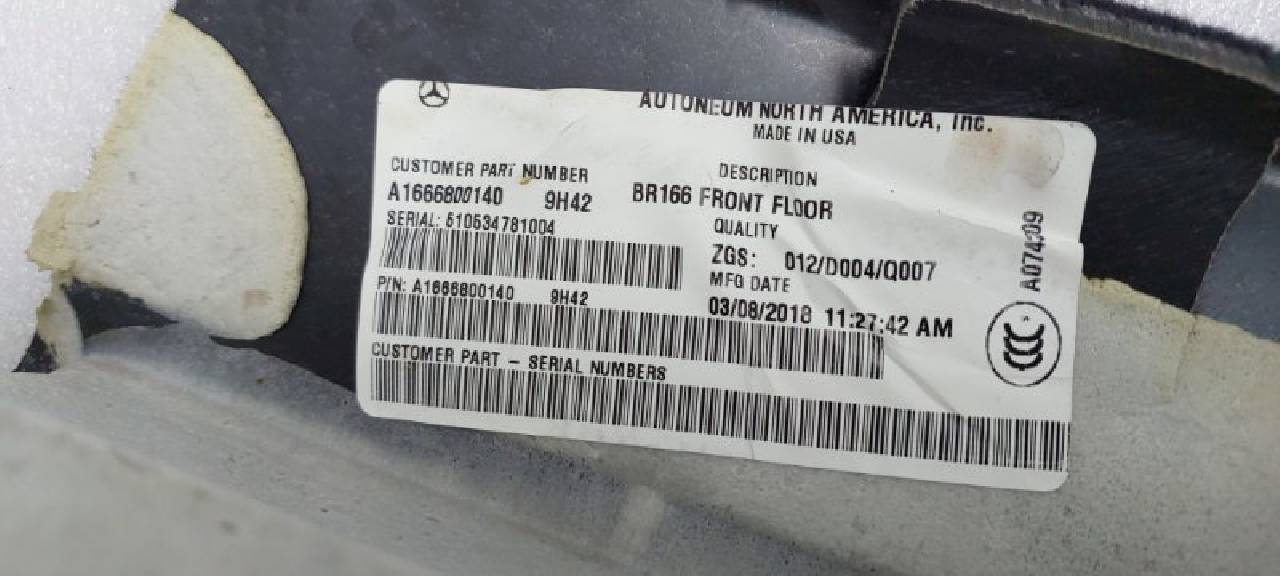 AUTONEUM NORTH AMERICA, Inc.
MADE IN USA
CUSTOMER PART NUMBER
A1666800140 9H42
DESCRIPTION
BR166 FRONT FLOOR
SERIAL: 510534781004
QUALITY
ZGS: 012/D004/Q007
P/N: A1666800140 9H42
MFG DATE
03/08/2018 11:27:42 AM
CUSTOMER PART - SERIAL NUMBERS
A074709
CCC